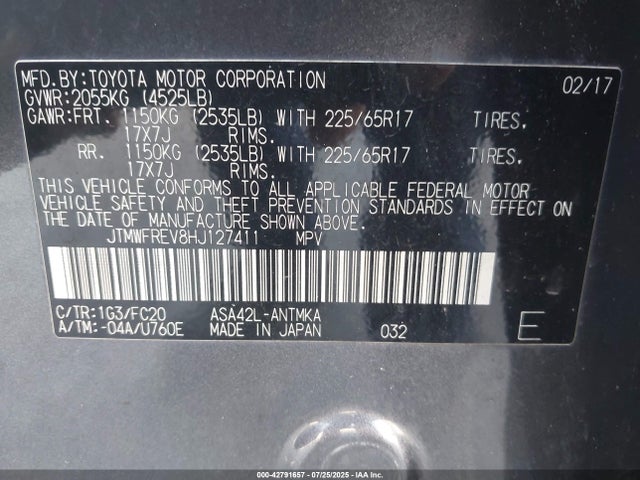 MFD.BY:TOYOTA MOTOR CORPORATION 02/17
GVWR:2055KG (4525LB)
GAWR:FRT. 1150KG (2535LB) WITH 225/65R17 TIRES,
17X7J RIMS.
RR. 1150KG (2535LB) WITH 225/65R17 TIRES,
17X7J RIMS.
THIS VEHICLE CONFORMS TO ALL APPLICABLE FEDERAL MOTOR
VEHICLE SAFETY AND THEFT PREVENTION STANDARDS IN EFFECT ON
THE DATE OF MANUFACTURE SHOWN ABOVE.
JTMWFREV8HJ127411 MPV
C/TR:1G3/FC20 ASA42L-ANTMKA
A/TM:-04A/U760E MADE IN JAPAN 032 E
000-42791657 - 07/25/2025 - IAA Inc.